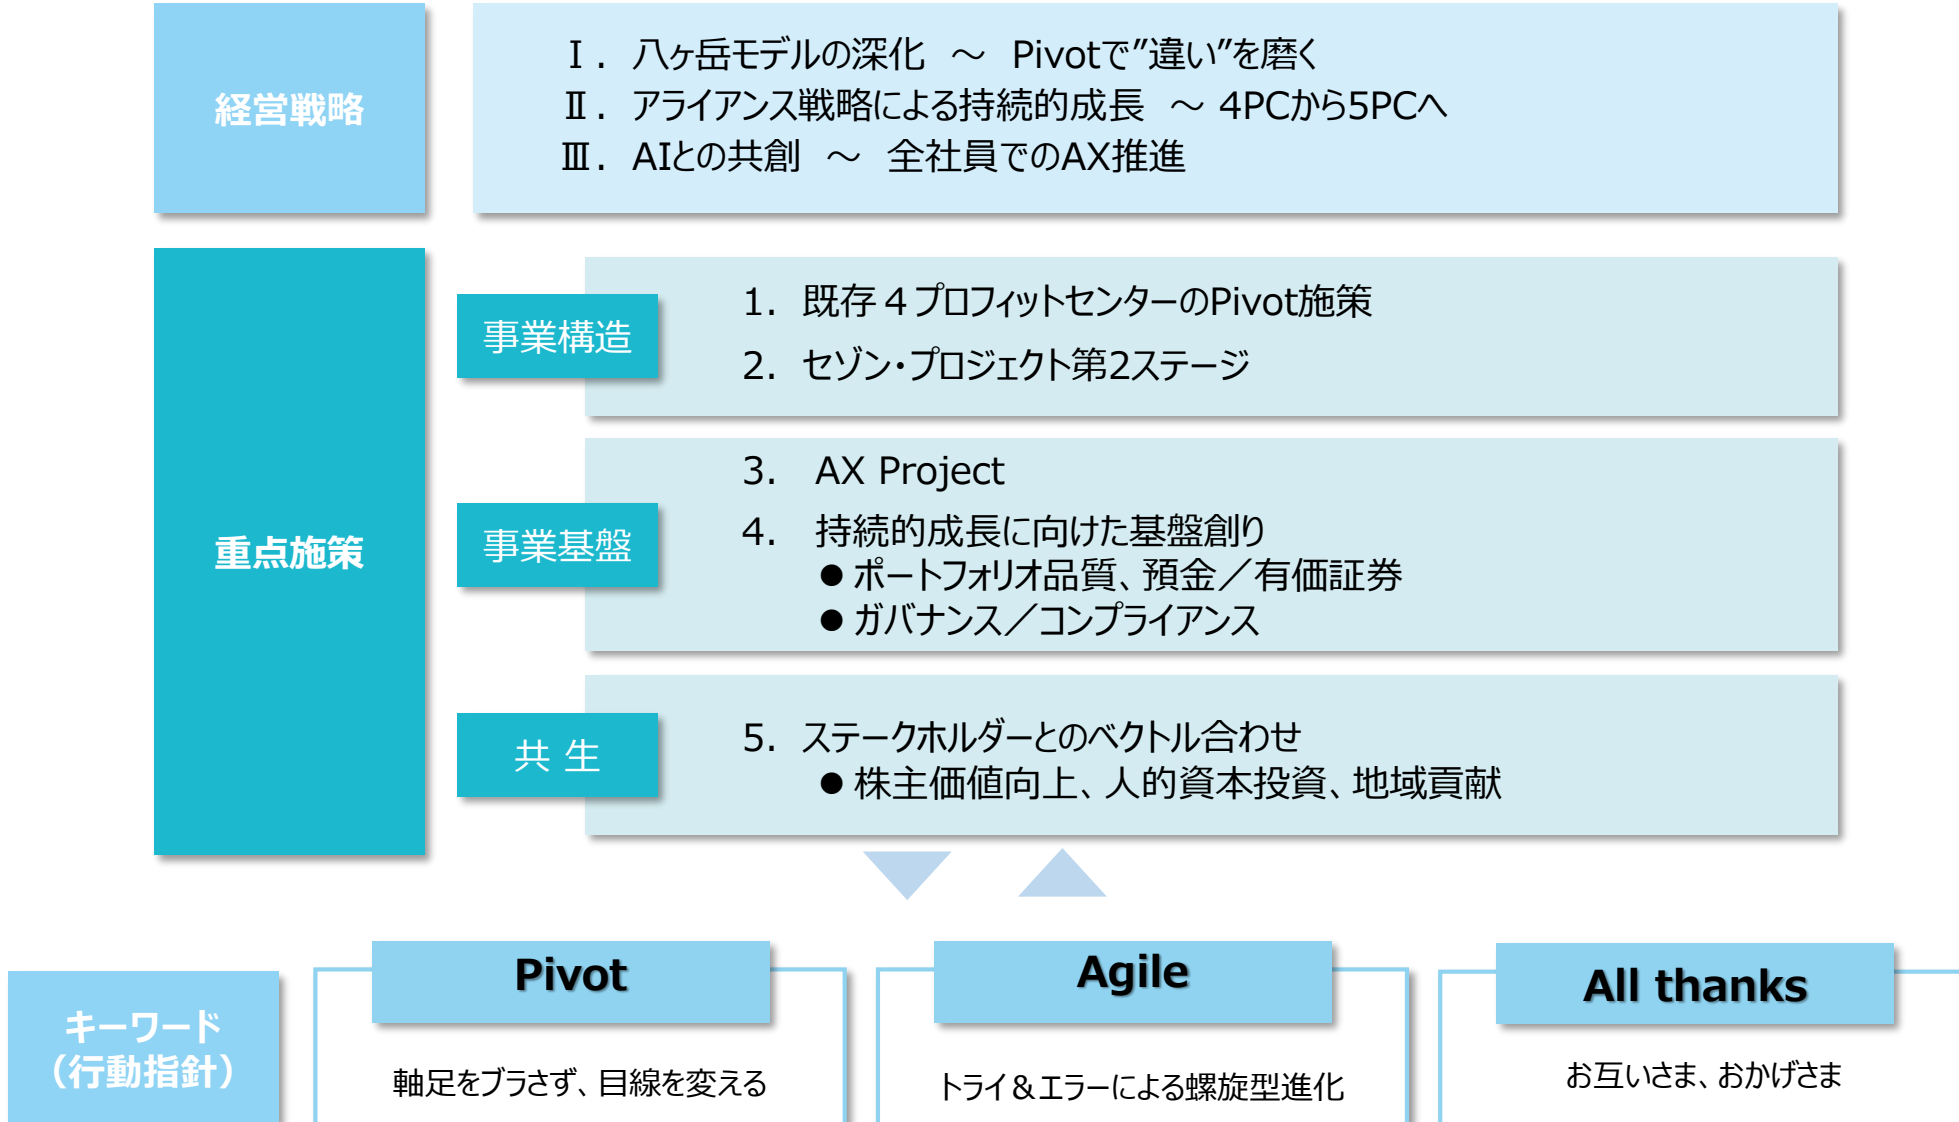 経営戦略
Ⅰ． 八ヶ岳モデルの深化 ～ Pivotで"違い"を磨く
Ⅱ． アライアンス戦略による持続的成長 ～ 4PCから5PCへ
Ⅲ． AIとの共創 ～ 全社員でのAX推進
重点施策
事業構造
1. 既存４プロフィットセンターのPivot施策
2. セゾン・プロジェクト第2ステージ
事業基盤
3. AX Project
4. 持続的成長に向けた基盤創り
● ポートフォリオ品質、預金／有価証券
● ガバナンス／コンプライアンス
共 生
5. ステークホルダーとのベクトル合わせ
● 株主価値向上、人的資本投資、地域貢献
キーワード
（行動指針）
Pivot
軸足をブラさず、目線を変える
Agile
トライ＆エラーによる螺旋型進化
All thanks
お互いさま、おかげさま